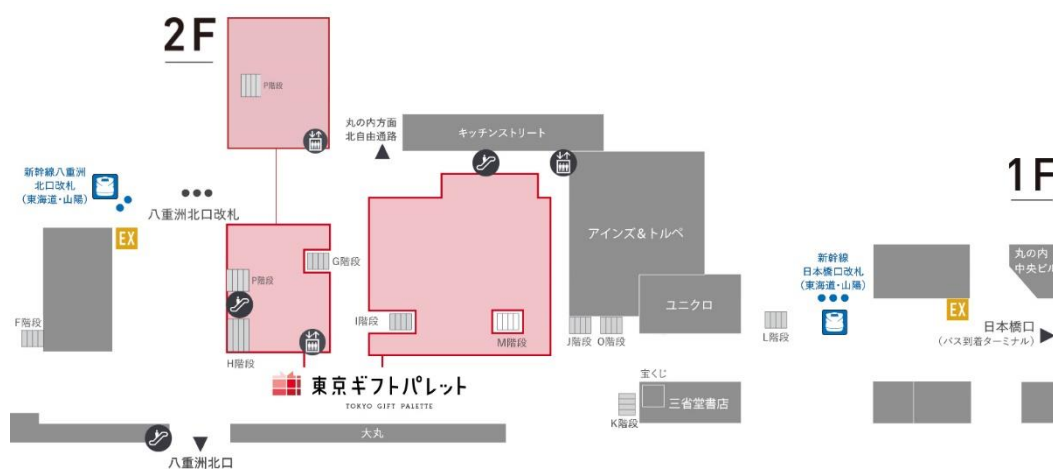 2F
P階段
丸の内方面
北自由通路
キッチンストリート
新幹線八重洲
北口改札
(東海道・山陽)
八重洲北口改札
EX
1F
アインズ&トルペ
丸の内
中央ビル
新幹線
日本橋口改札
(東海道・山陽)
G階段
P階段
ユニクロ
EX
F階段
I階段
M階段
J階段
O階段
L階段
日本橋口
(バス到着ターミナル)
H階段
東京ギフトパレット
TOKYO GIFT PALETTE
宝くじ
三省堂書店
K階段
大丸
八重洲北口